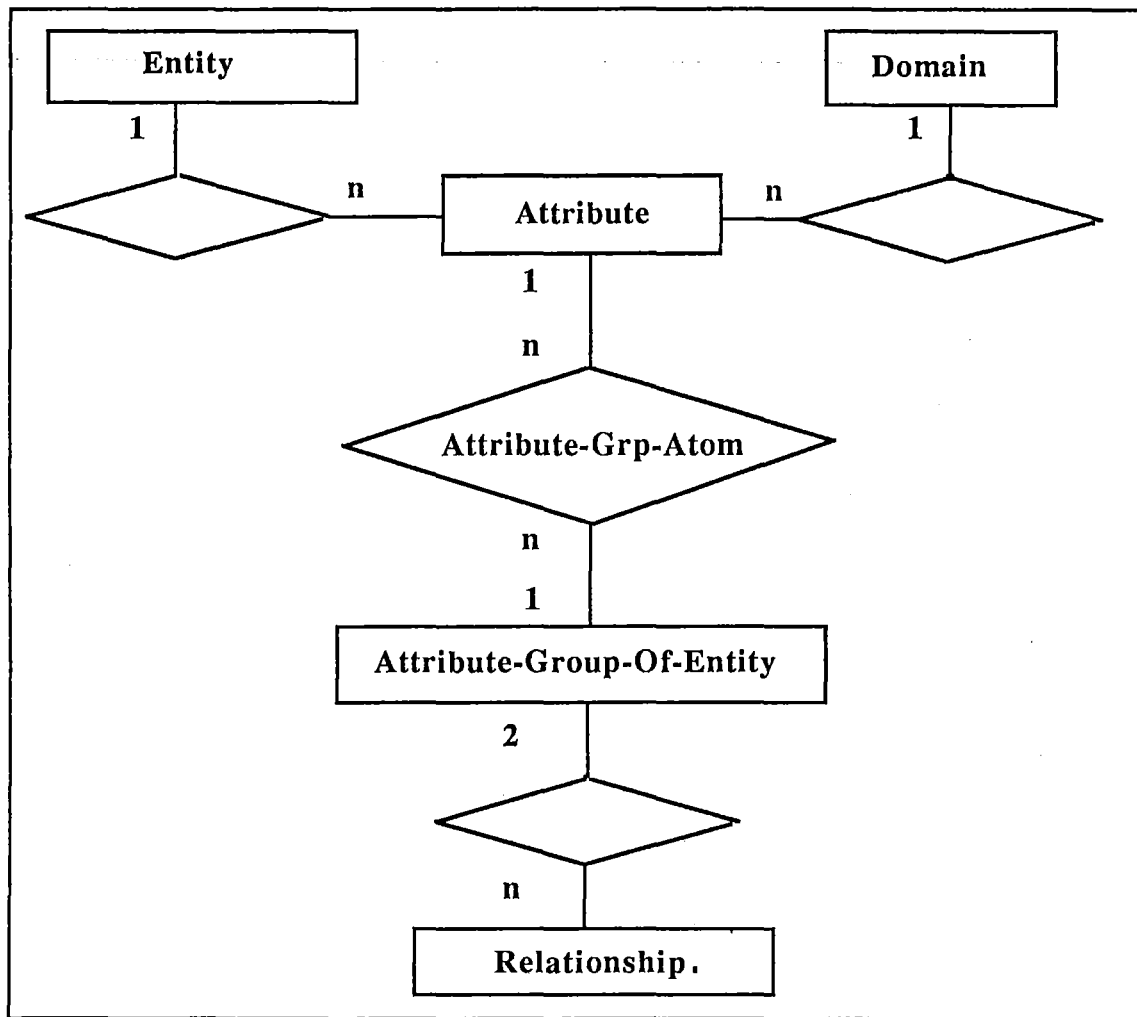 Entity
Domain
1
1
n
Attribute
n
1
n
Attribute-Grp-Atom
n
1
Attribute-Group-Of-Entity
2
n
Relationship.